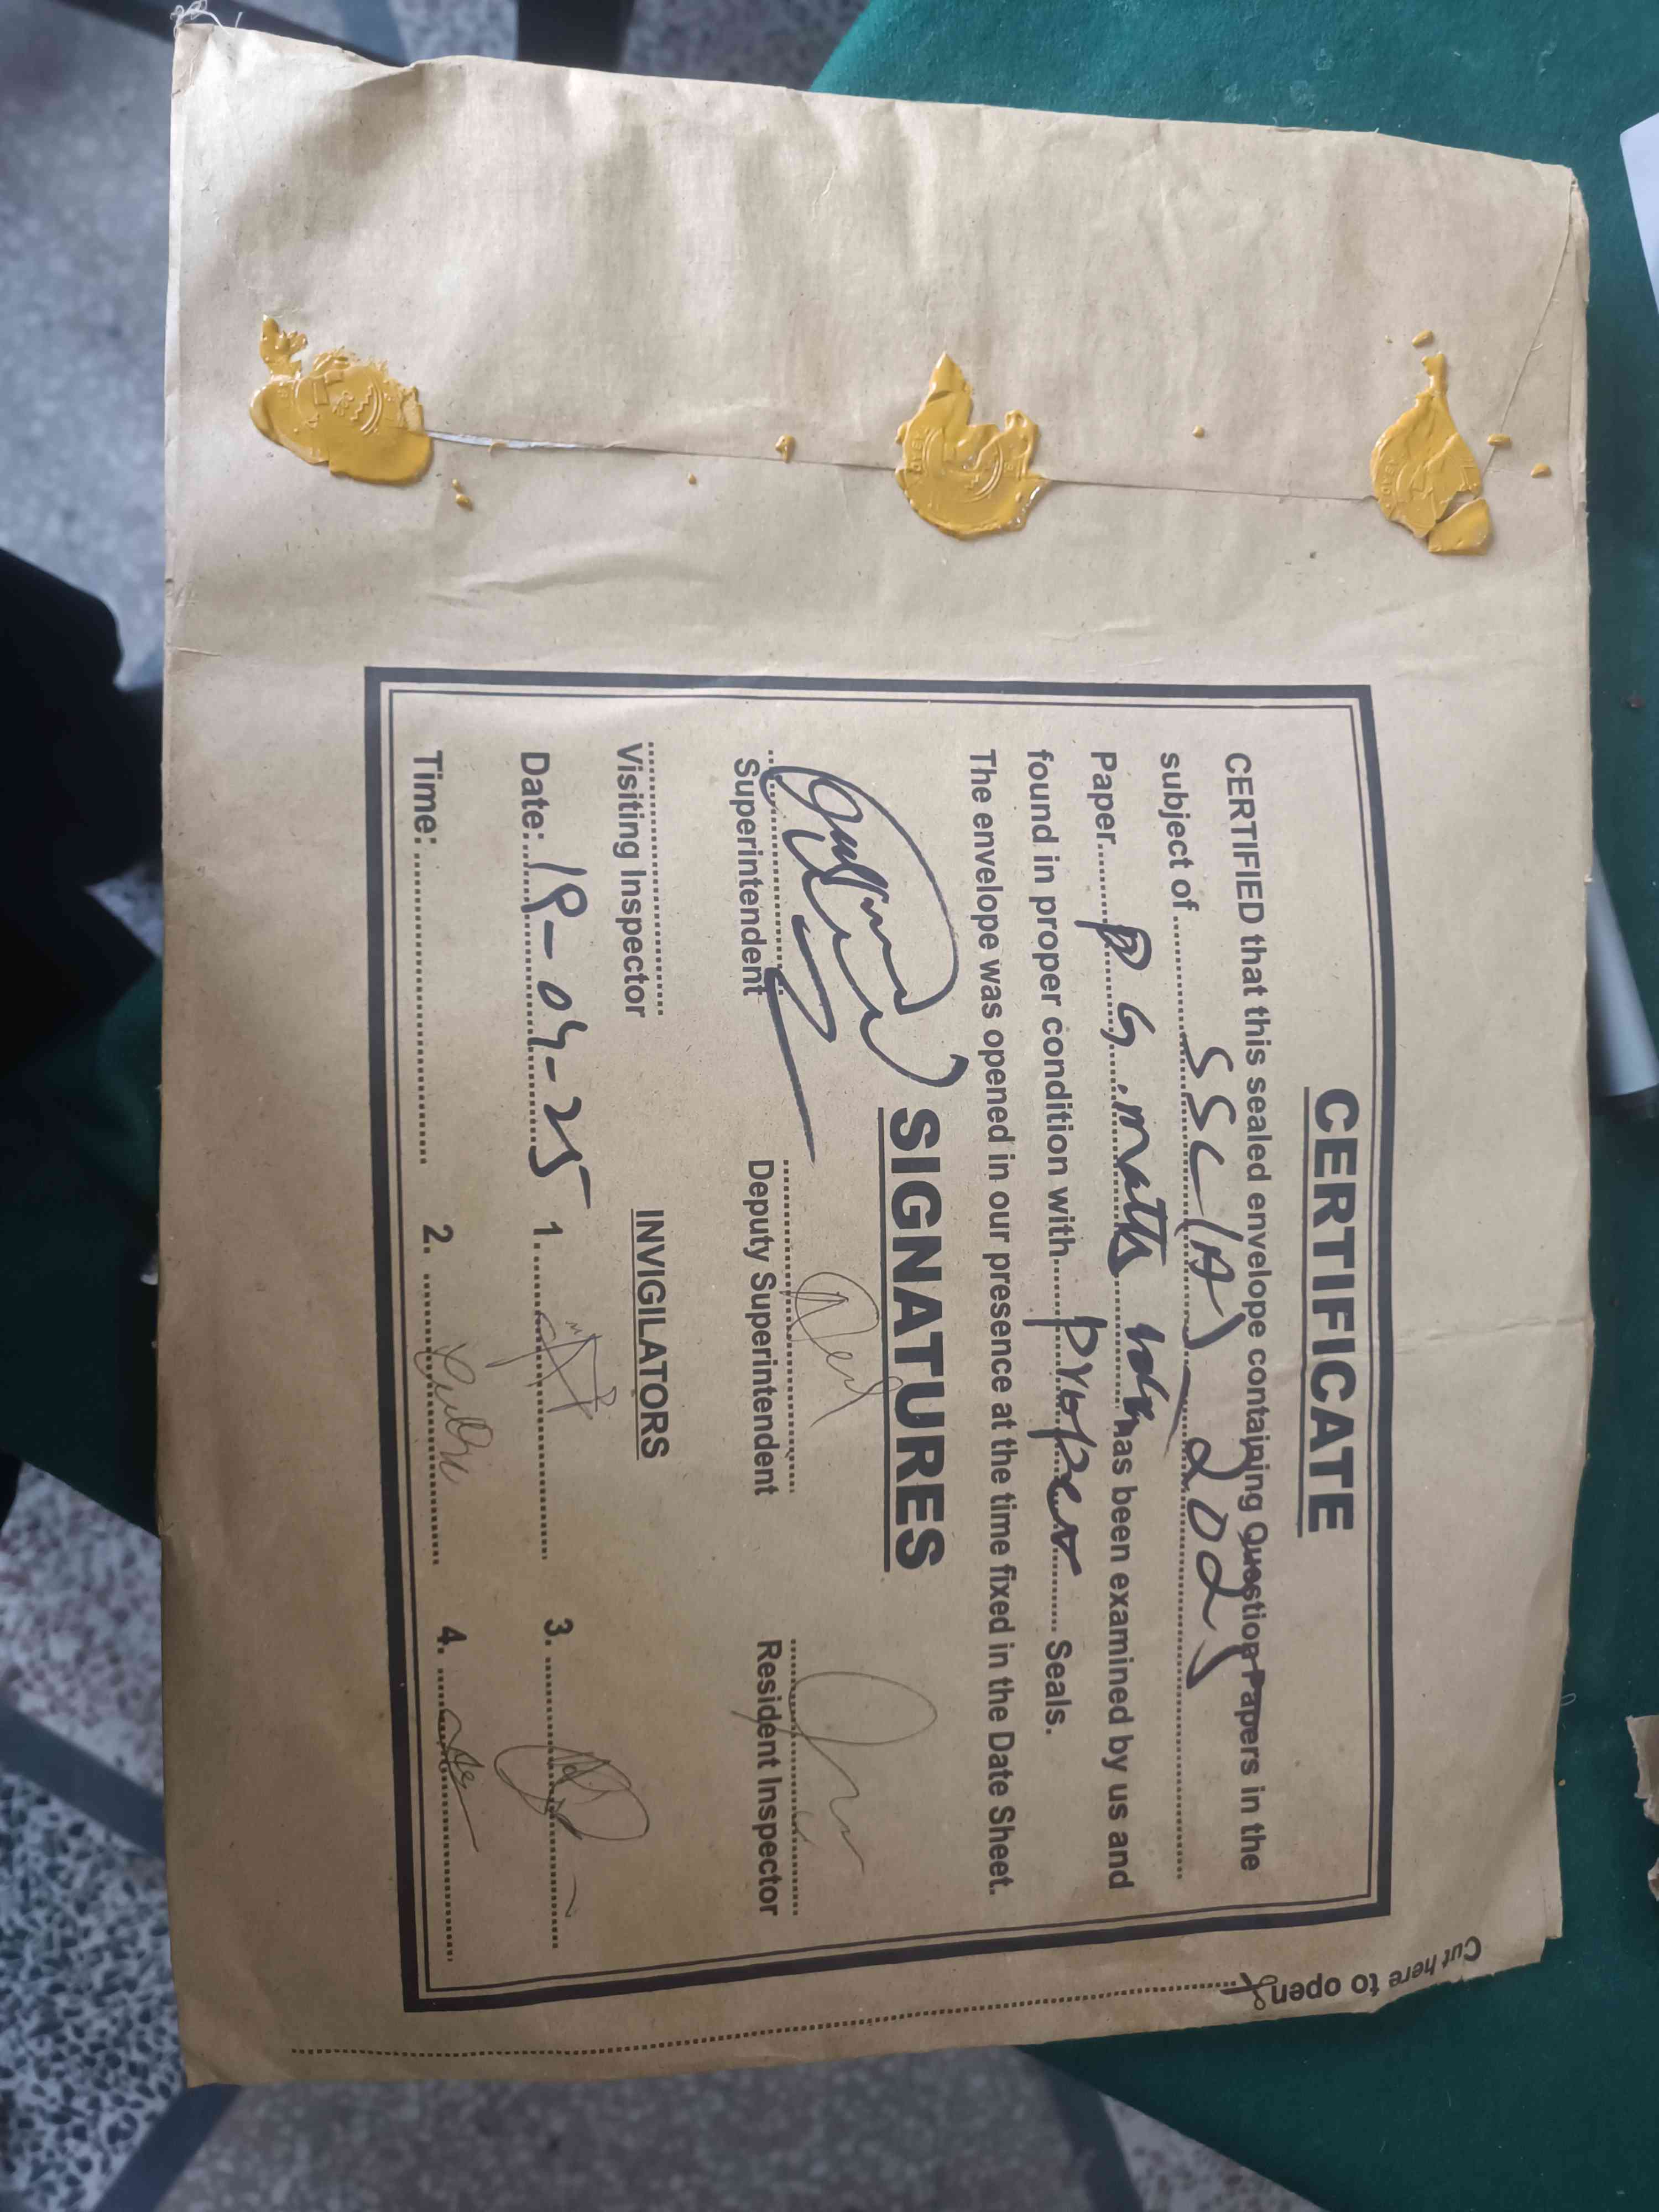 CERTIFICATE
CERTIFIED that this sealed envelope containing Question Papers in the
subject of SSC (A) 2025
Paper P G. maths has been examined by us and
found in proper condition with proper Seals.
The envelope was opened in our presence at the time fixed in the Date Sheet.
SIGNATURES
Superintendent Deputy Superintendent Resident Inspector
Visiting Inspector INVIGILATORS
Date: 19-04-25 1. 3.
Time: 2. 4.
Cut here to open